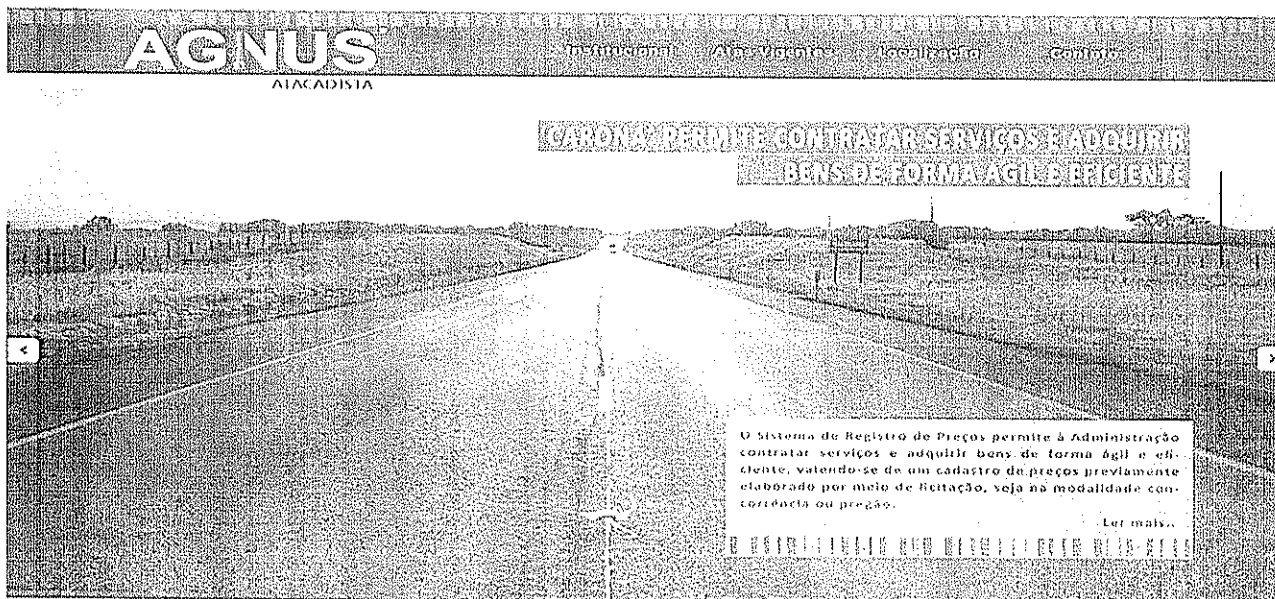 AGNUS
ATACADISTA
Institucional Atas Vigentes Localização Contato
"CARONA" PERMITE CONTRATAR SERVIÇOS E ADQUIRIR
BENS DE FORMA ÁGIL E EFICIENTE
<
>
O Sistema de Registro de Preços permite à Administração
contratar serviços e adquirir bens de forma ágil e efi-
ciente, valendo-se de um cadastro de preços previamente
elaborado por meio de licitação, seja na modalidade con-
corrência ou pregão.
Ler mais..